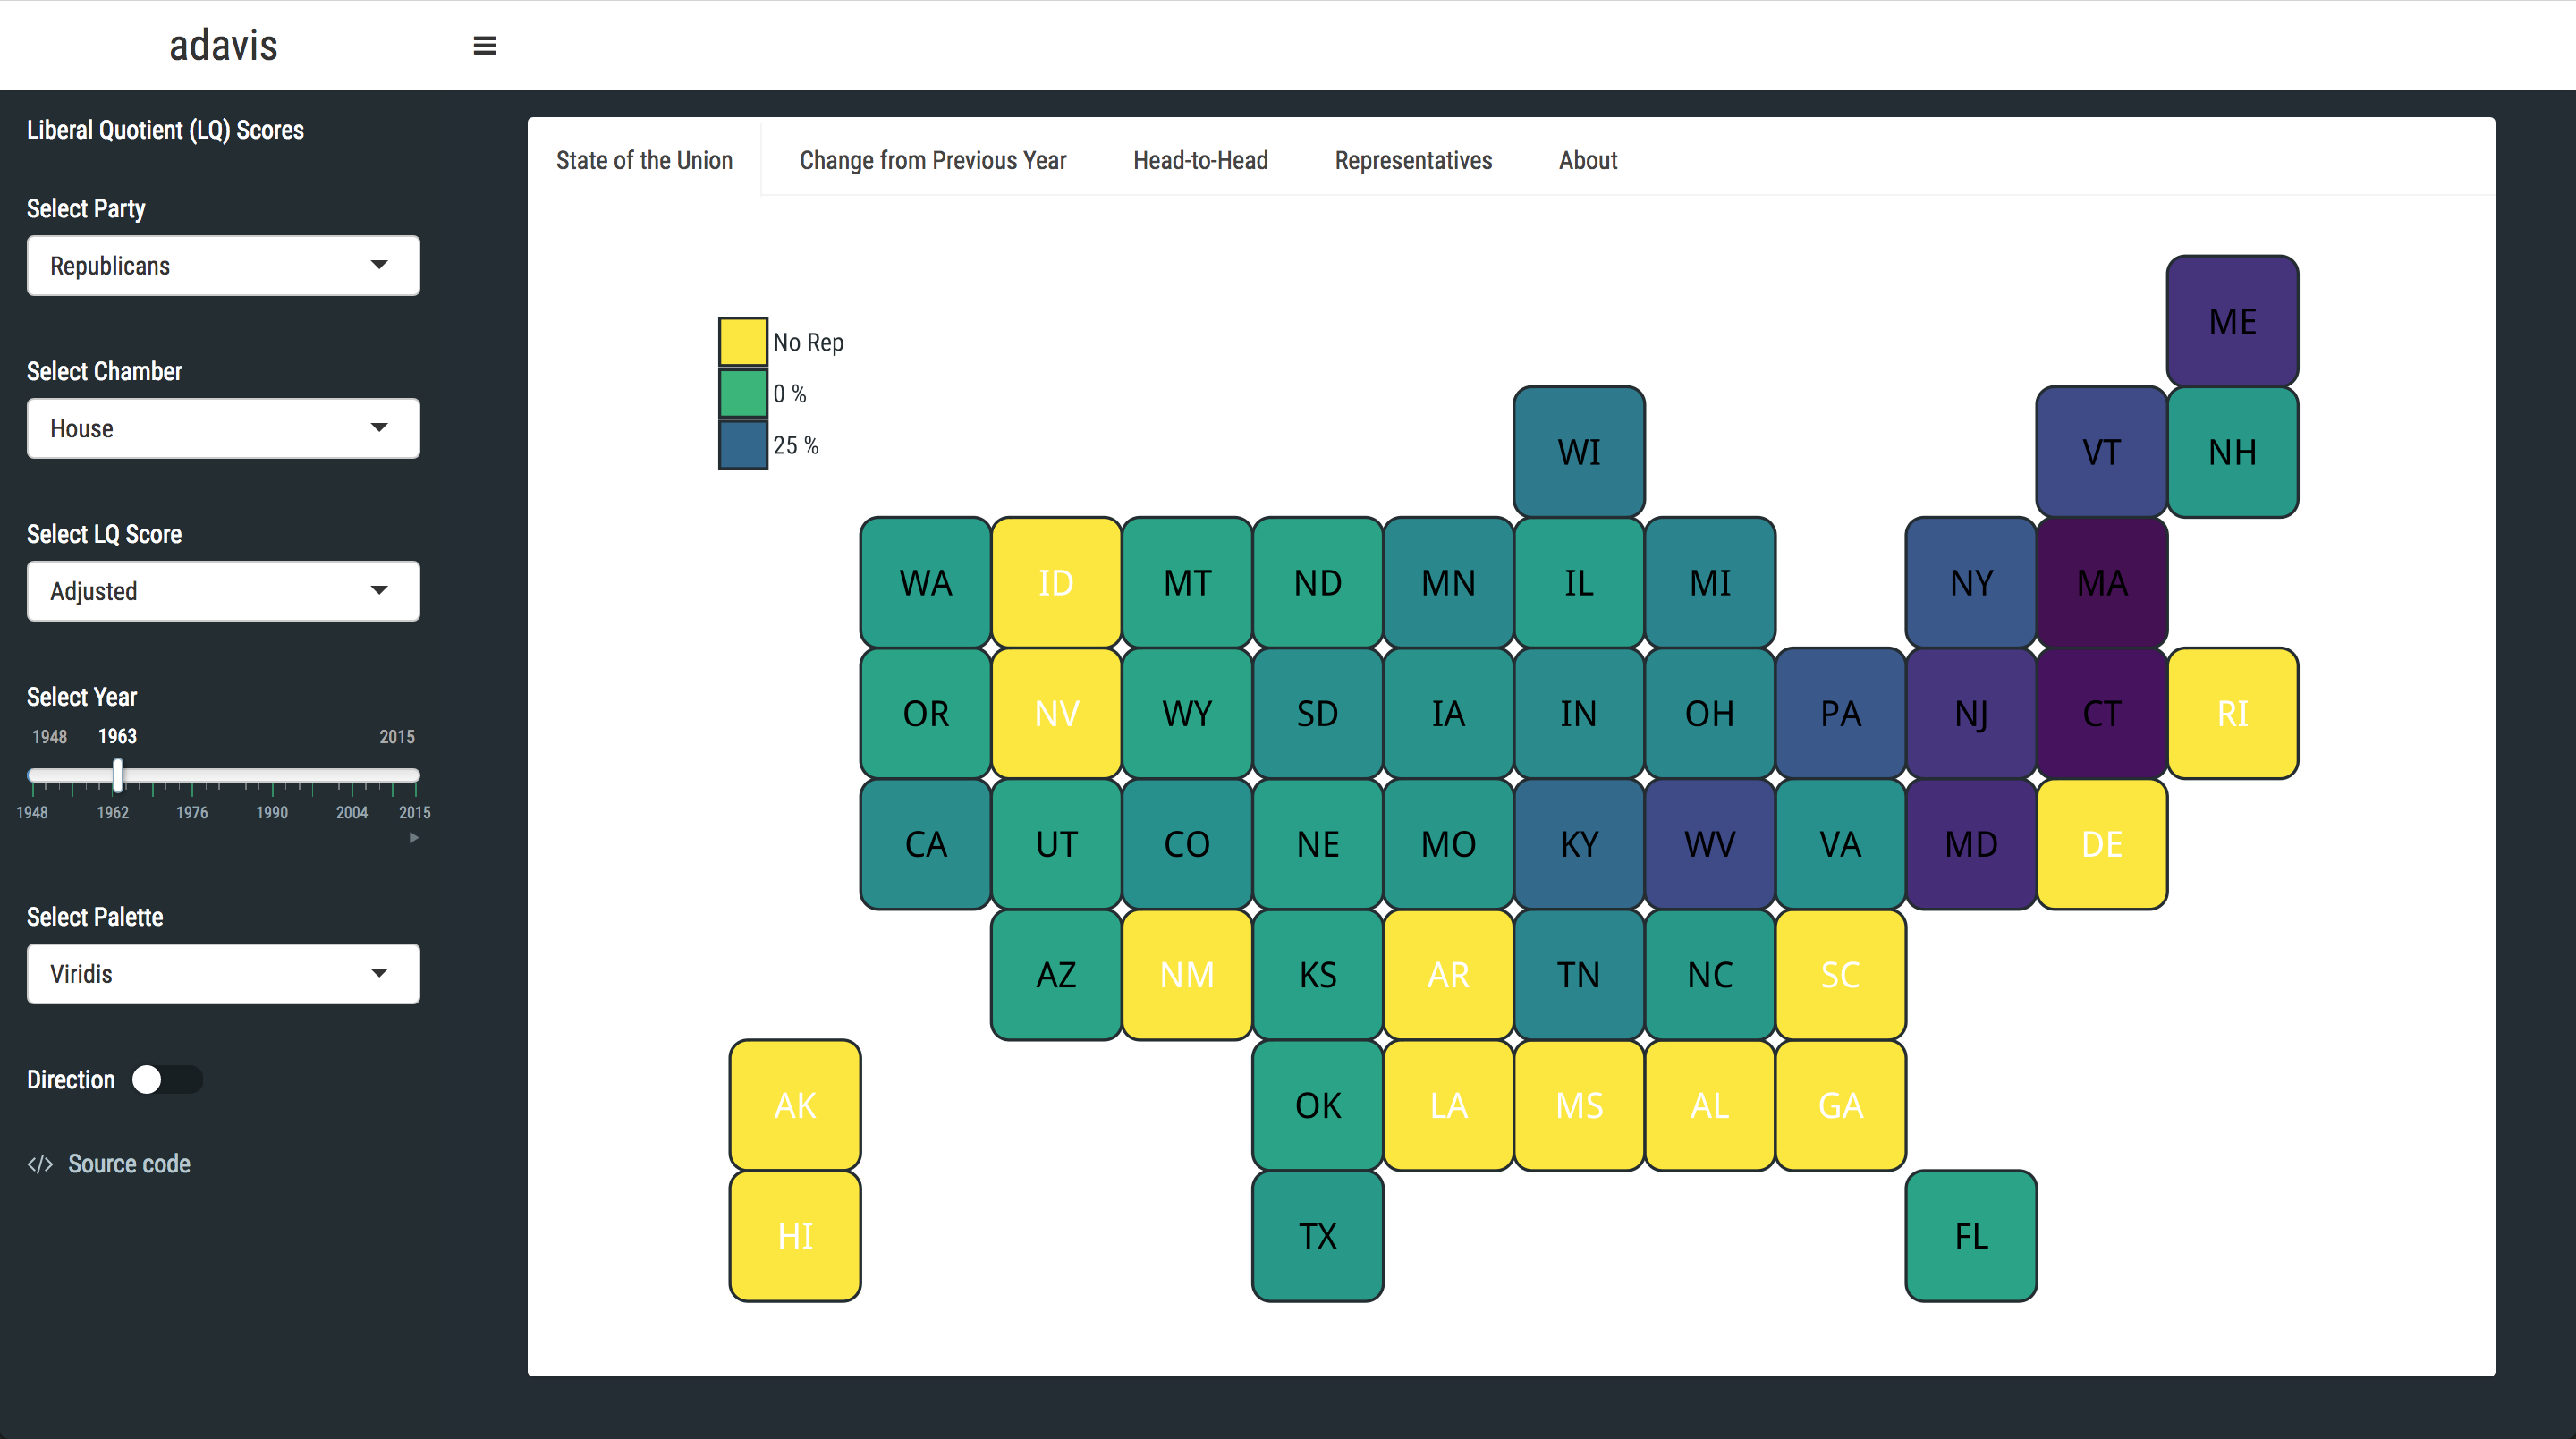 adavis
Liberal Quotient (LQ) Scores
Select Party
Republicans
Select Chamber
House
Select LQ Score
Adjusted
Select Year
1948 1963 2015
1948 1962 1976 1990 2004 2015
Select Palette
Viridis
Direction
</> Source code
State of the Union Change from Previous Year Head-to-Head Representatives About
No Rep
0 %
25 %
ME
WI VT NH
WA ID MT ND MN IL MI NY MA
OR NV WY SD IA IN OH PA NJ CT RI
CA UT CO NE MO KY WV VA MD DE
AZ NM KS AR TN NC SC
AK OK LA MS AL GA
HI TX FL